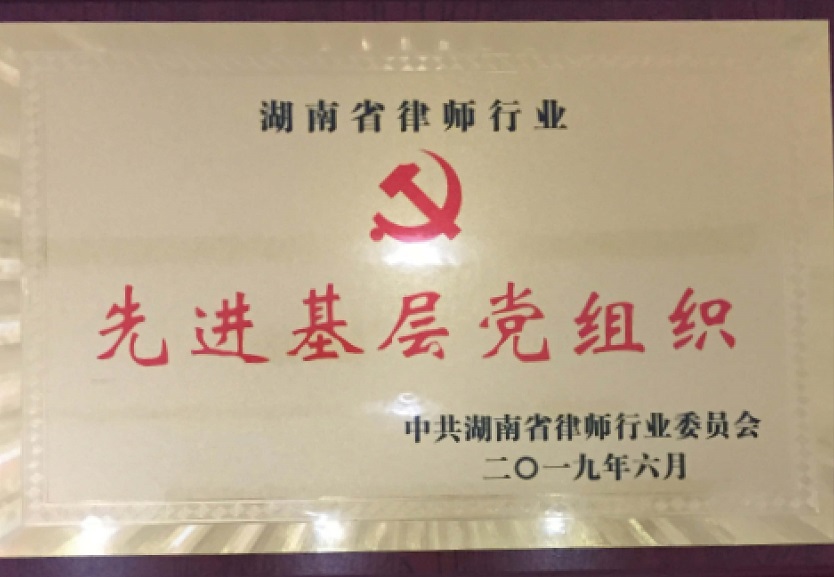 湖南省律师行业
先进基层党组织
中共湖南省律师行业委员会
二〇一九年六月